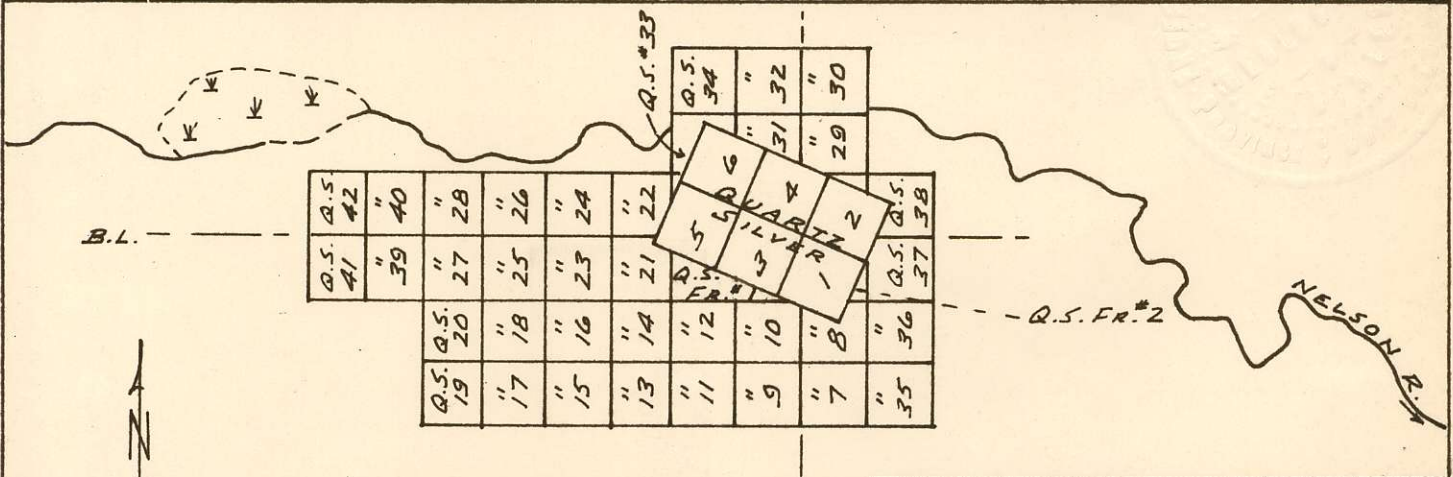 Q.S. #33
Q.S. 34
" 32
" 30
" 31
" 29
6
4
2
QUARTZ
SILVER
5
3
1
Q.S. 42
" 40
" 28
" 26
" 24
" 22
Q.S. 38
B.L.
Q.S. 41
" 39
" 27
" 25
" 23
" 21
Q.S. 37
Q.S. FR. #
Q.S. FR. #2
Q.S. 20
" 18
" 16
" 14
" 12
" 10
" 8
" 36
Q.S. 19
" 17
" 15
" 13
" 11
" 9
" 7
" 35
NELSON R.
N